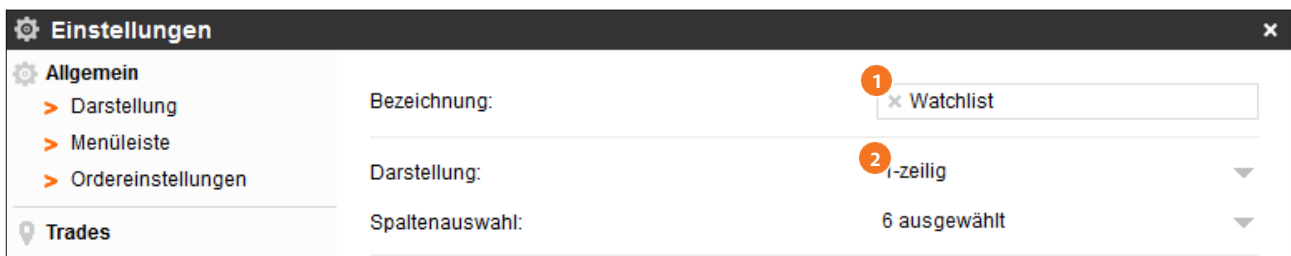 Einstellungen
Allgemein
> Darstellung
> Menüleiste
> Ordereinstellungen
Trades
Bezeichnung:
1
Watchlist
Darstellung:
2
1-zeilig
Spaltenauswahl:
6 ausgewählt